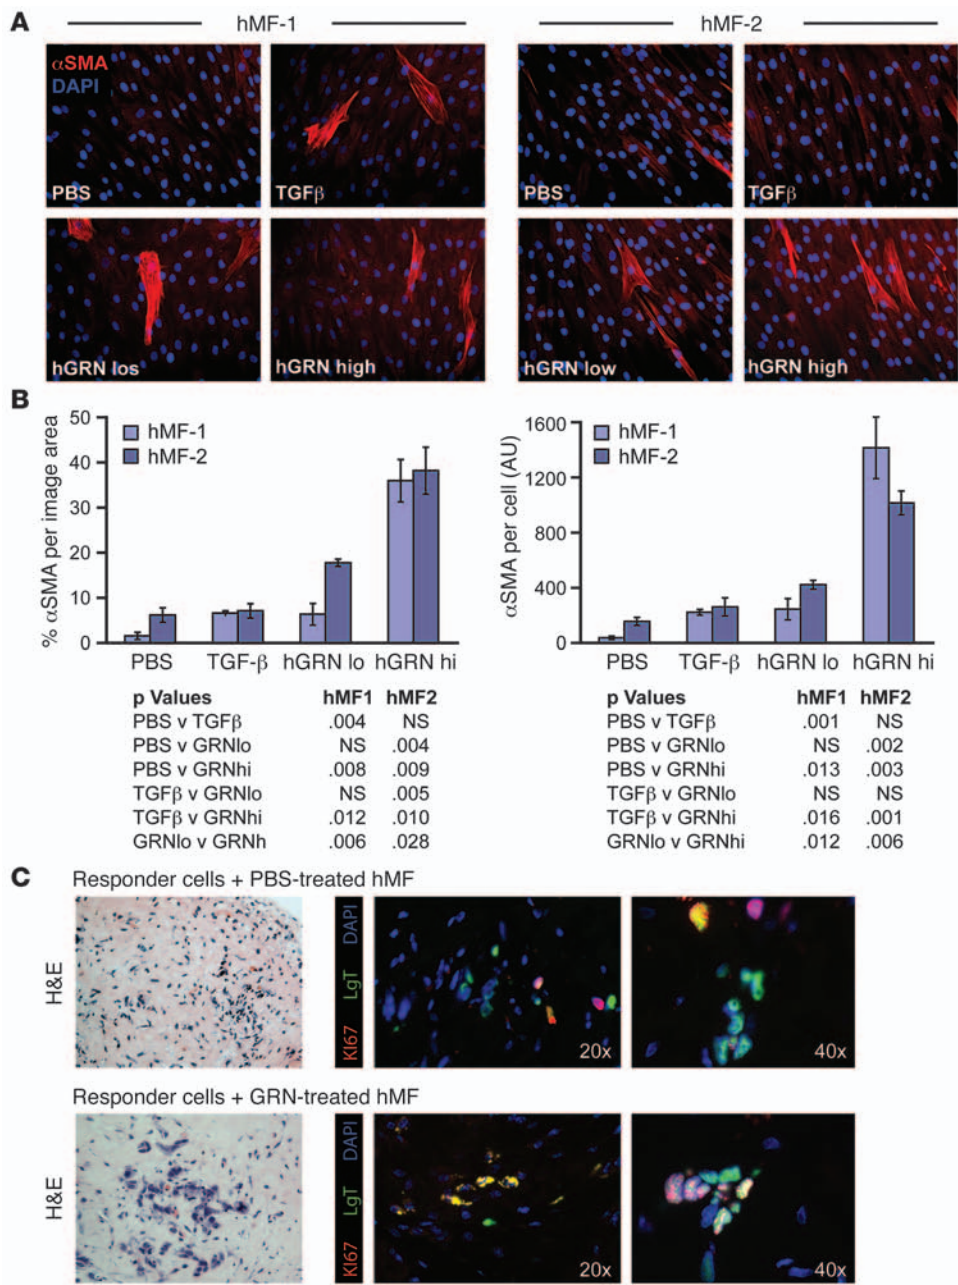 A
hMF-1
hMF-2
αSMA
DAPI
PBS
TGFβ
PBS
TGFβ
hGRN los
hGRN high
hGRN low
hGRN high
B
% αSMA per image area
50
40
30
20
10
0
hMF-1
hMF-2
PBS TGF-β hGRN lo hGRN hi
αSMA per cell (AU)
1600
1200
800
400
0
hMF-1
hMF-2
PBS TGF-β hGRN lo hGRN hi
p Values hMF1 hMF2
PBS v TGFβ .004 NS
PBS v GRNlo NS .004
PBS v GRNhi .008 .009
TGFβ v GRNlo NS .005
TGFβ v GRNhi .012 .010
GRNlo v GRNh .006 .028
p Values hMF1 hMF2
PBS v TGFβ .001 NS
PBS v GRNlo NS .002
PBS v GRNhi .013 .003
TGFβ v GRNlo NS NS
TGFβ v GRNhi .016 .001
GRNlo v GRNhi .012 .006
C
Responder cells + PBS-treated hMF
H&E
KI67 LgT DAPI
20x
40x
Responder cells + GRN-treated hMF
H&E
KI67 LgT DAPI
20x
40x